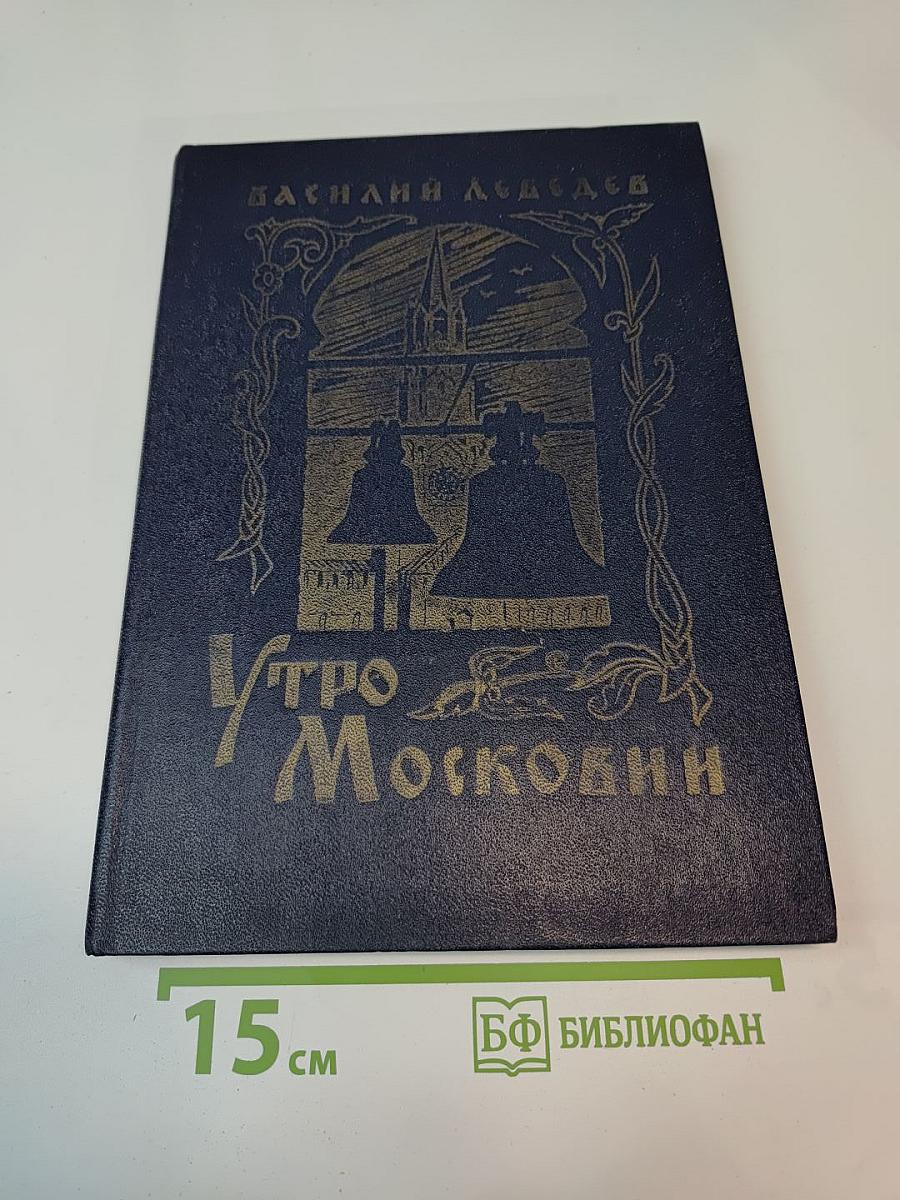 ВАСИЛИЙ ЛЕБЕДЕВ
УТРО
МОСКОВИИ
15 см
БФ БИБЛИОФАН